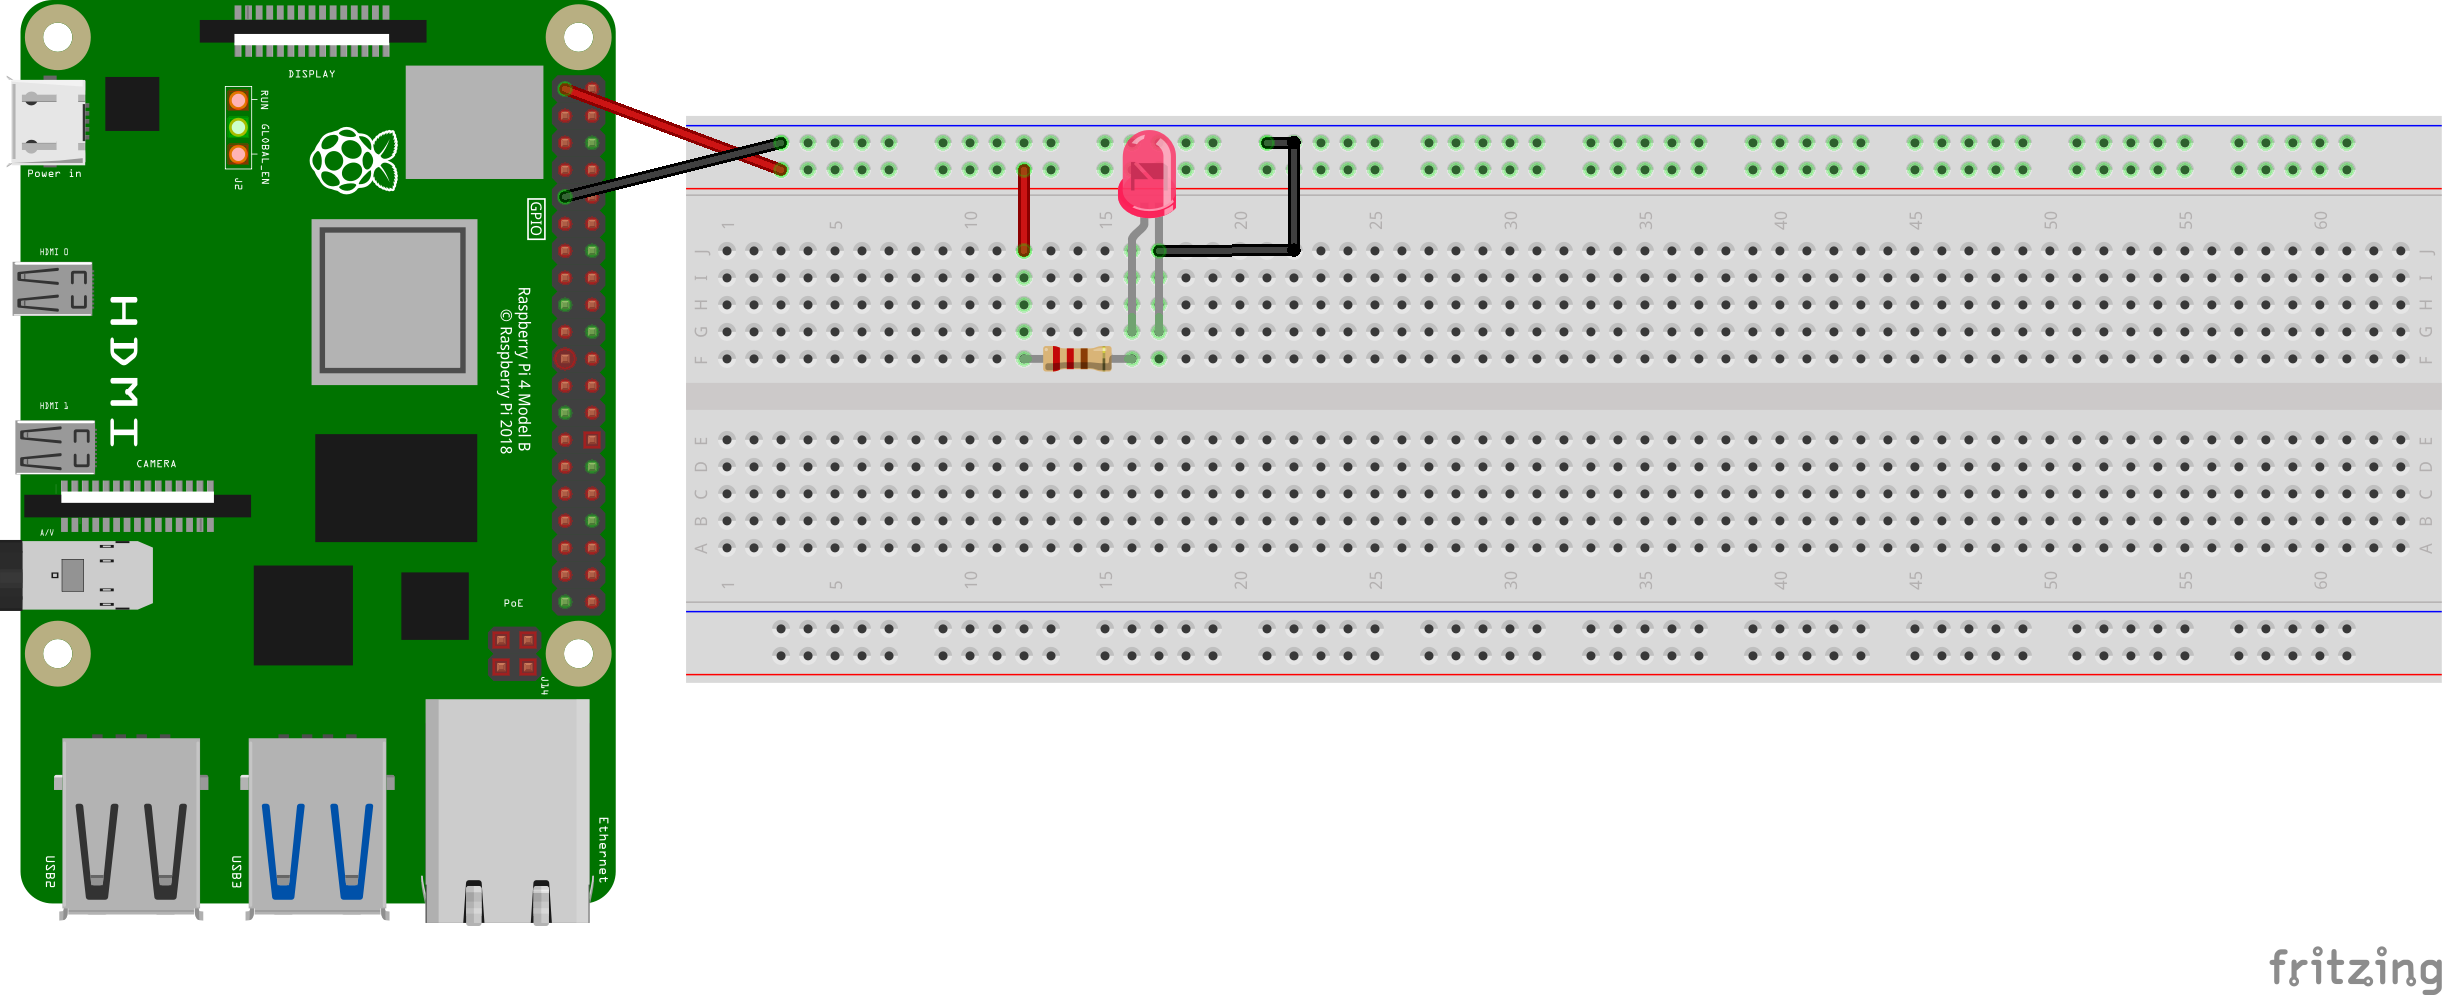 DISPLAY
RUN
GLOBAL_EN
J2
Power in
GPIO
HDMI 0
HDMI
Raspberry Pi 4 Model B
© Raspberry Pi 2018
HDMI 1
CAMERA
A/V
PoE
J14
USB2
USB3
Ethernet
1 5 10 15 20 25 30 35 40 45 50 55 60
J J
I I
H H
G G
F F
E E
D D
C C
B B
A A
1 5 10 15 20 25 30 35 40 45 50 55 60
fritzing